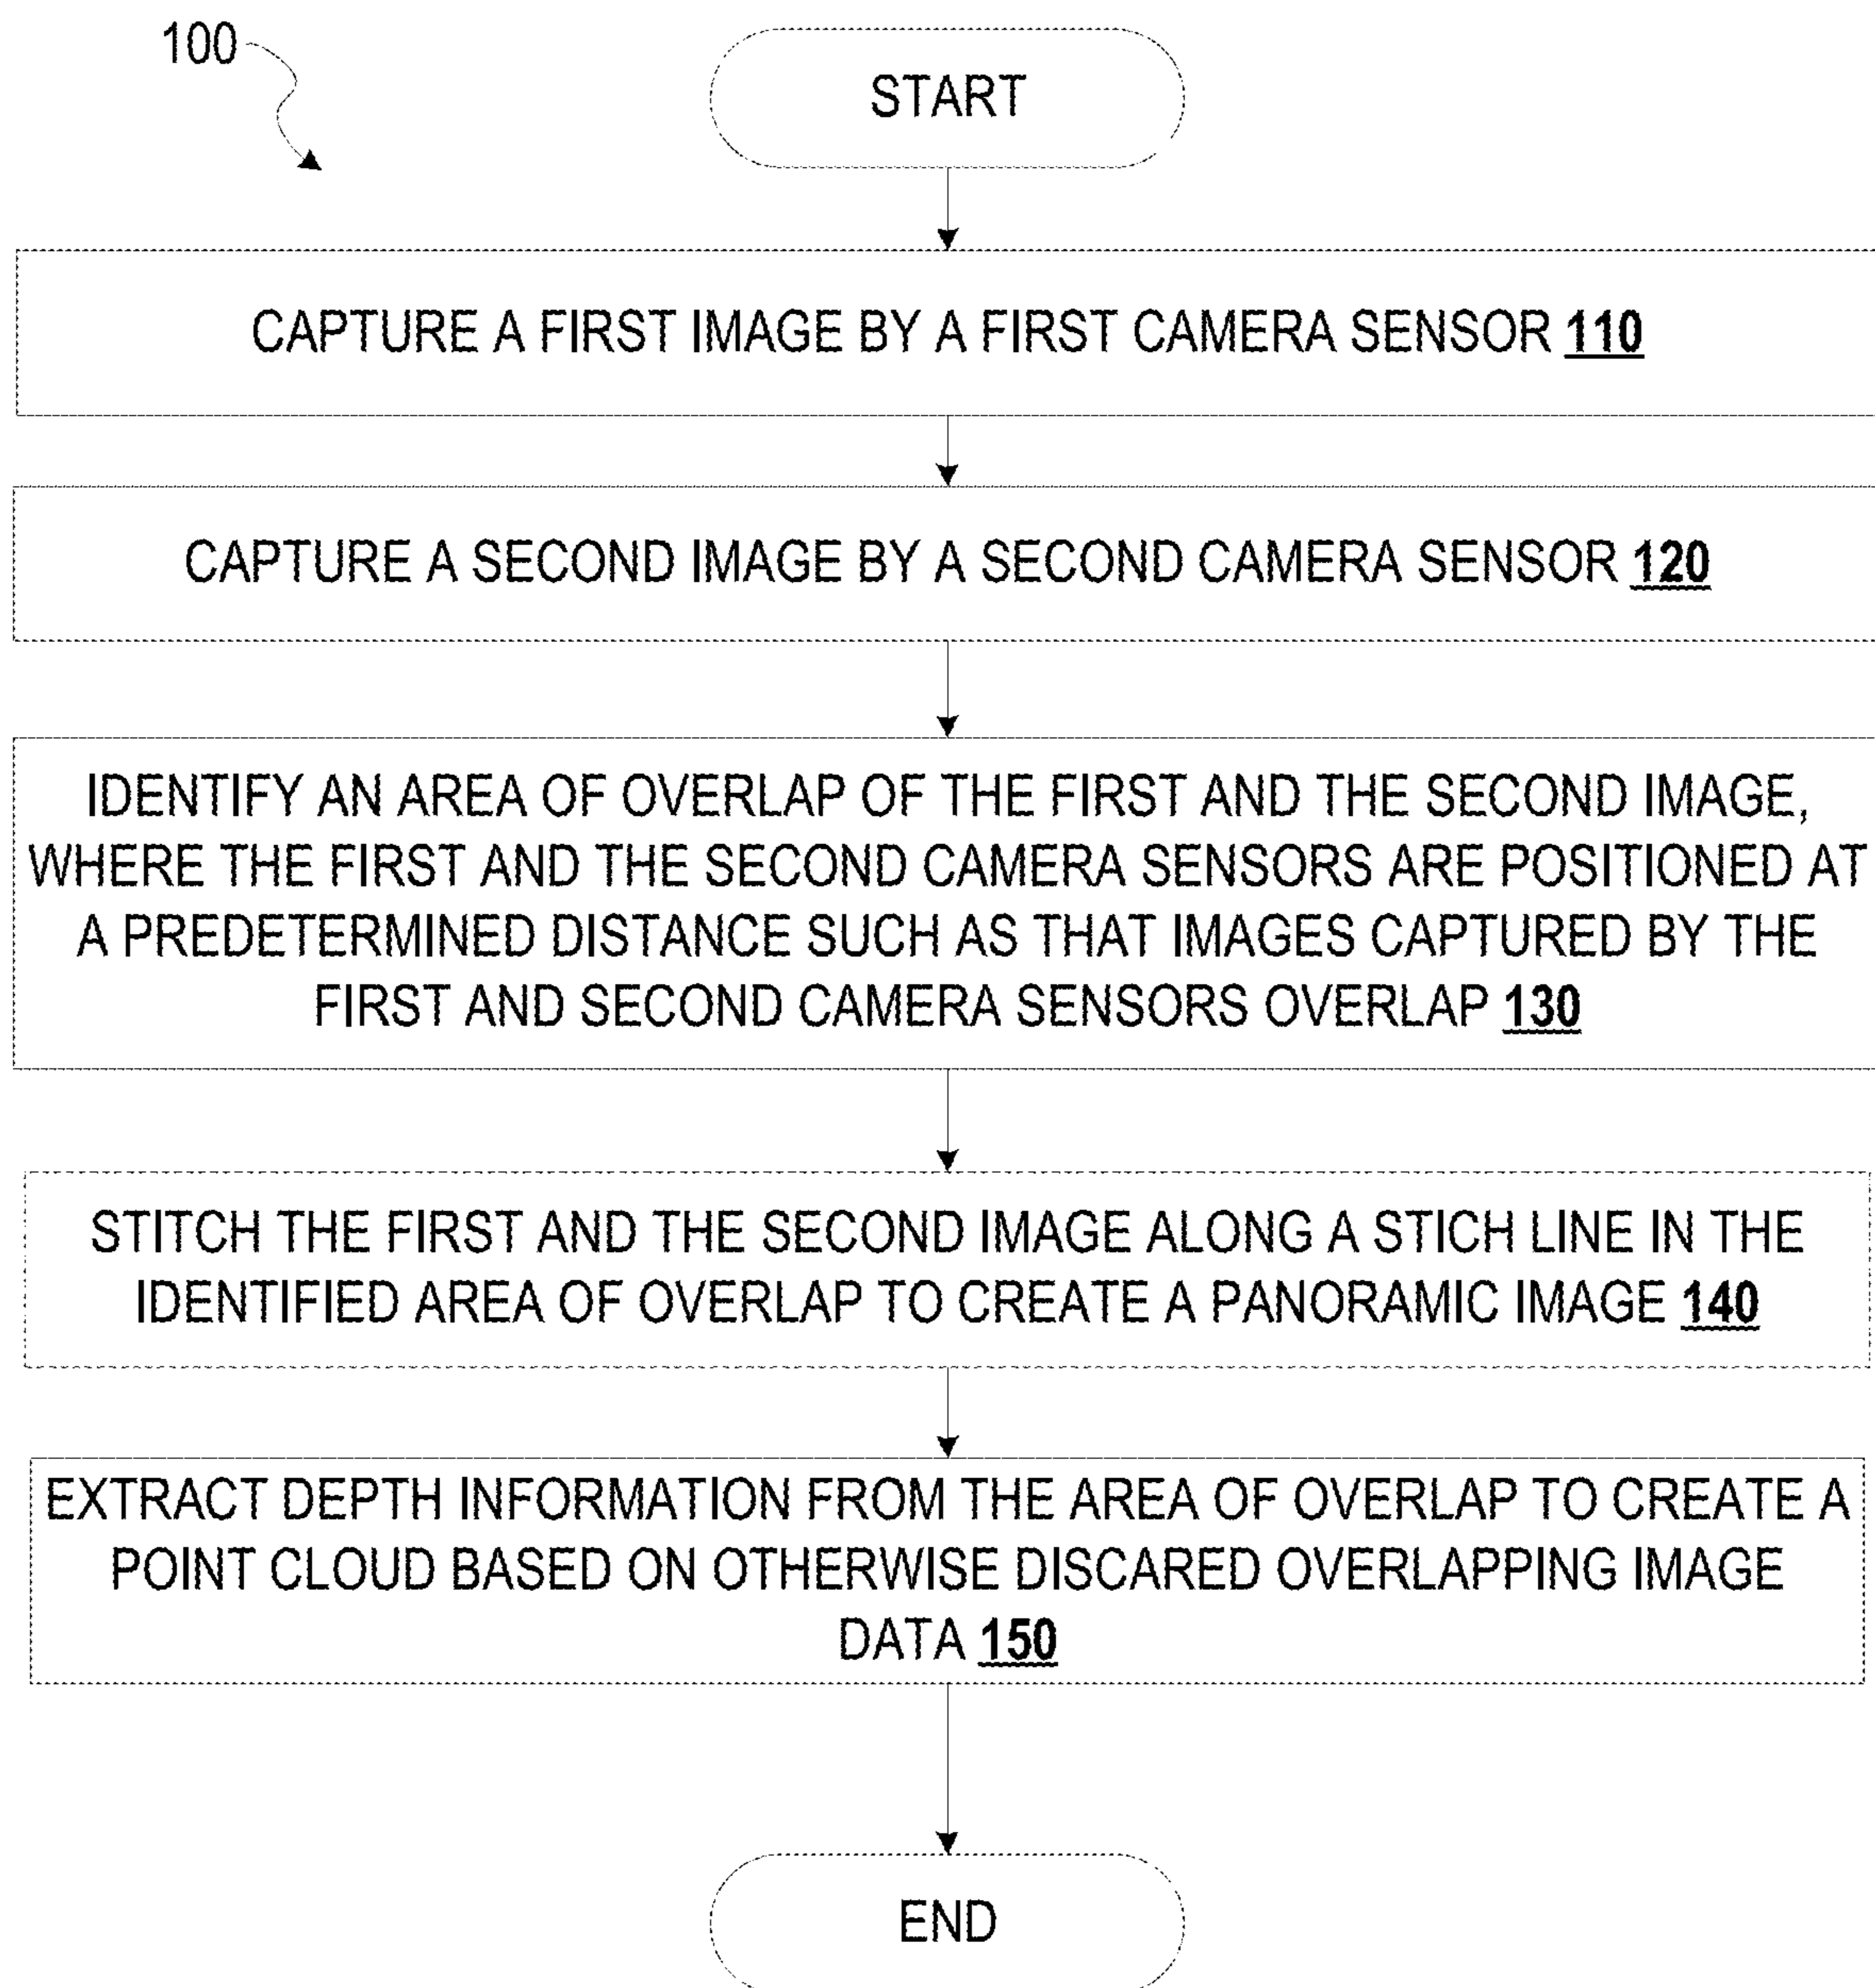 100
START
CAPTURE A FIRST IMAGE BY A FIRST CAMERA SENSOR 110
CAPTURE A SECOND IMAGE BY A SECOND CAMERA SENSOR 120
IDENTIFY AN AREA OF OVERLAP OF THE FIRST AND THE SECOND IMAGE,
WHERE THE FIRST AND THE SECOND CAMERA SENSORS ARE POSITIONED AT
A PREDETERMINED DISTANCE SUCH AS THAT IMAGES CAPTURED BY THE
FIRST AND SECOND CAMERA SENSORS OVERLAP 130
STITCH THE FIRST AND THE SECOND IMAGE ALONG A STICH LINE IN THE
IDENTIFIED AREA OF OVERLAP TO CREATE A PANORAMIC IMAGE 140
EXTRACT DEPTH INFORMATION FROM THE AREA OF OVERLAP TO CREATE A
POINT CLOUD BASED ON OTHERWISE DISCARED OVERLAPPING IMAGE
DATA 150
END